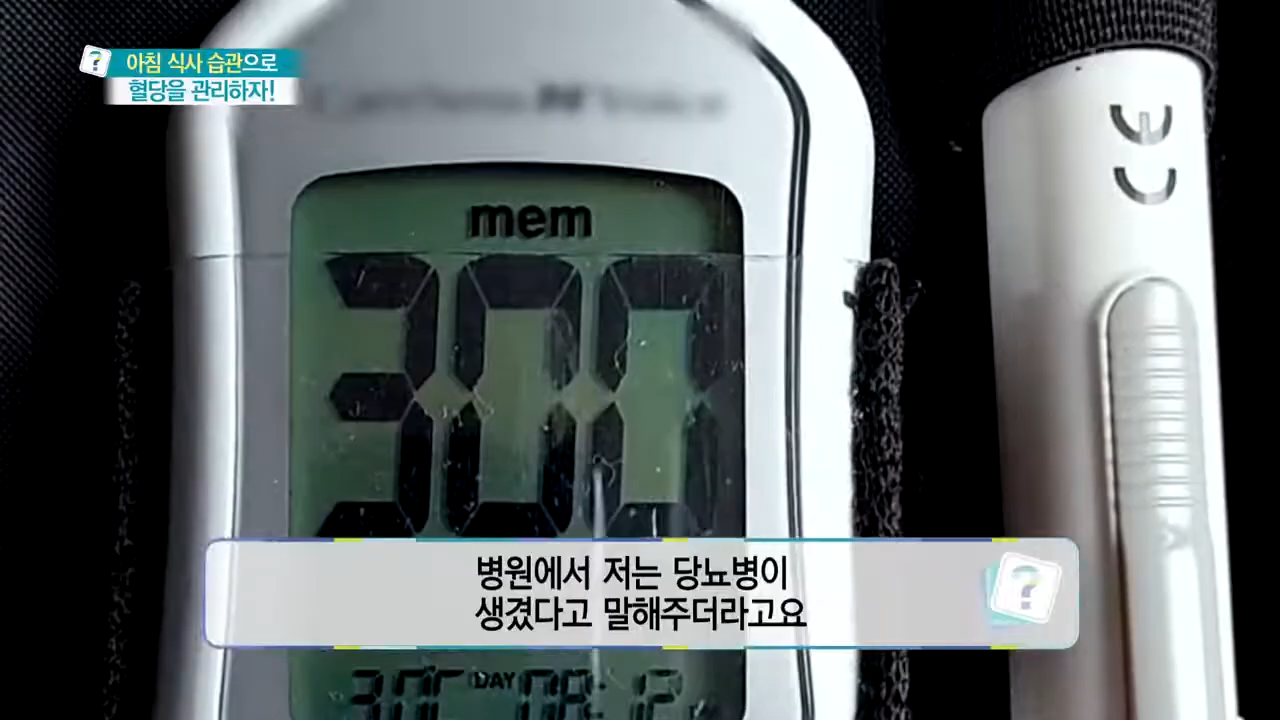 아침 식사 습관으로
혈당을 관리하자!
mem
300
병원에서 저는 당뇨병이
생겼다고 말해주더라고요
DAY
CE